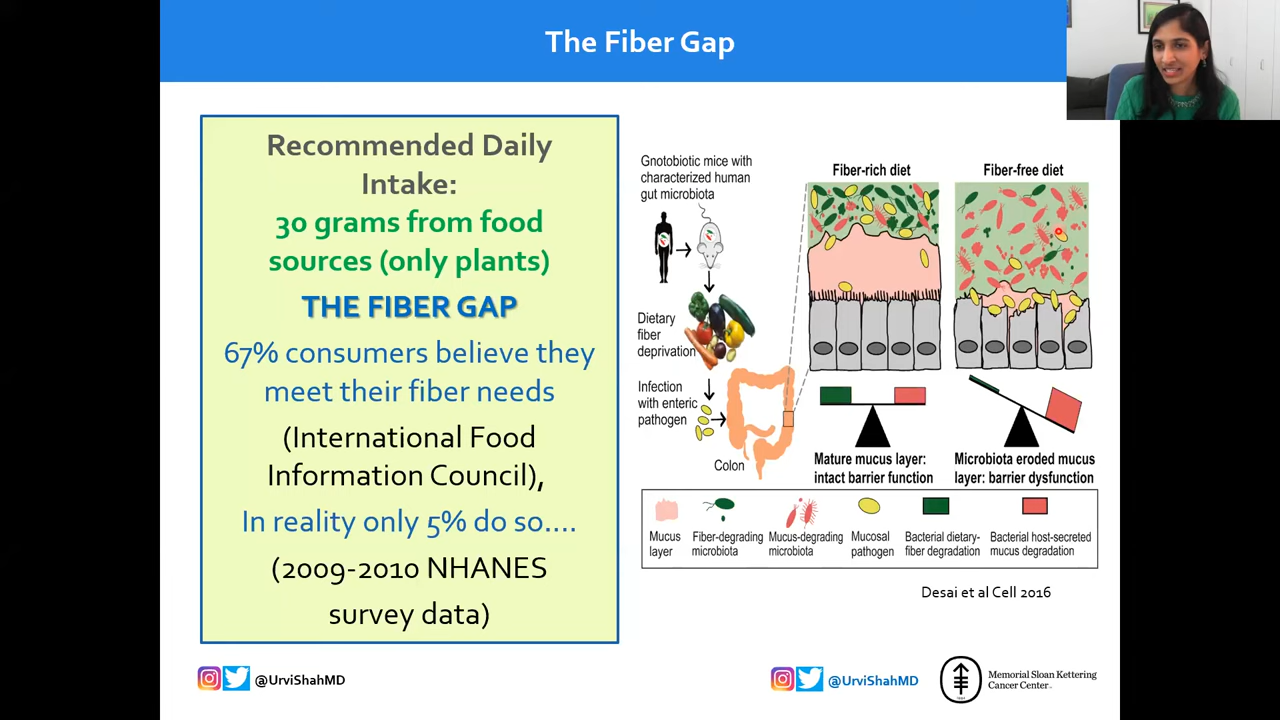 The Fiber Gap
Recommended Daily
Intake:
30 grams from food
sources (only plants)
THE FIBER GAP
67% consumers believe they
meet their fiber needs
(International Food
Information Council),
In reality only 5% do so....
(2009-2010 NHANES
survey data)
Gnotobiotic mice with
characterized human
gut microbiota
Dietary
fiber
deprivation
Infection
with enteric
pathogen
Colon
Fiber-rich diet
Fiber-free diet
Mature mucus layer:
intact barrier function
Microbiota eroded mucus
layer: barrier dysfunction
Mucus
layer
Fiber-degrading
microbiota
Mucus-degrading
microbiota
Mucosal
pathogen
Bacterial dietary-
fiber degradation
Bacterial host-secreted
mucus degradation
Desai et al Cell 2016
@UrviShahMD
@UrviShahMD
Memorial Sloan Kettering
Cancer Center